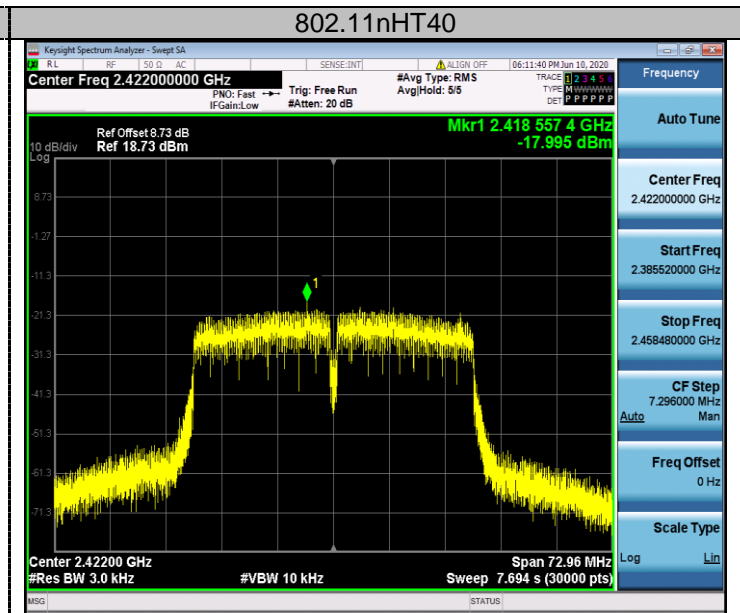 802.11nHT40
Keysight Spectrum Analyzer - Swept SA
LXI RL RF 50 Ω AC SENSE:INT ALIGN OFF 06:11:40 PM Jun 10, 2020
Center Freq 2.422000000 GHz
PNO: Fast
IFGain:Low
Trig: Free Run
#Atten: 20 dB
#Avg Type: RMS
Avg|Hold: 5/5
TRACE 1 2 3 4 5 6
TYPE M WWWWW
DET P P P P P P
Frequency
Ref Offset 8.73 dB
10 dB/div Ref 18.73 dBm
Log
Mkr1 2.418 557 4 GHz
-17.995 dBm
8.73
-1.27
-11.3
-21.3
-31.3
-41.3
-51.3
-61.3
-71.3
1
Center 2.42200 GHz Span 72.96 MHz
#Res BW 3.0 kHz #VBW 10 kHz Sweep 7.694 s (30000 pts)
Auto Tune
Center Freq
2.422000000 GHz
Start Freq
2.385520000 GHz
Stop Freq
2.458480000 GHz
CF Step
7.296000 MHz
Auto Man
Freq Offset
0 Hz
Scale Type
Log Lin
MSG STATUS